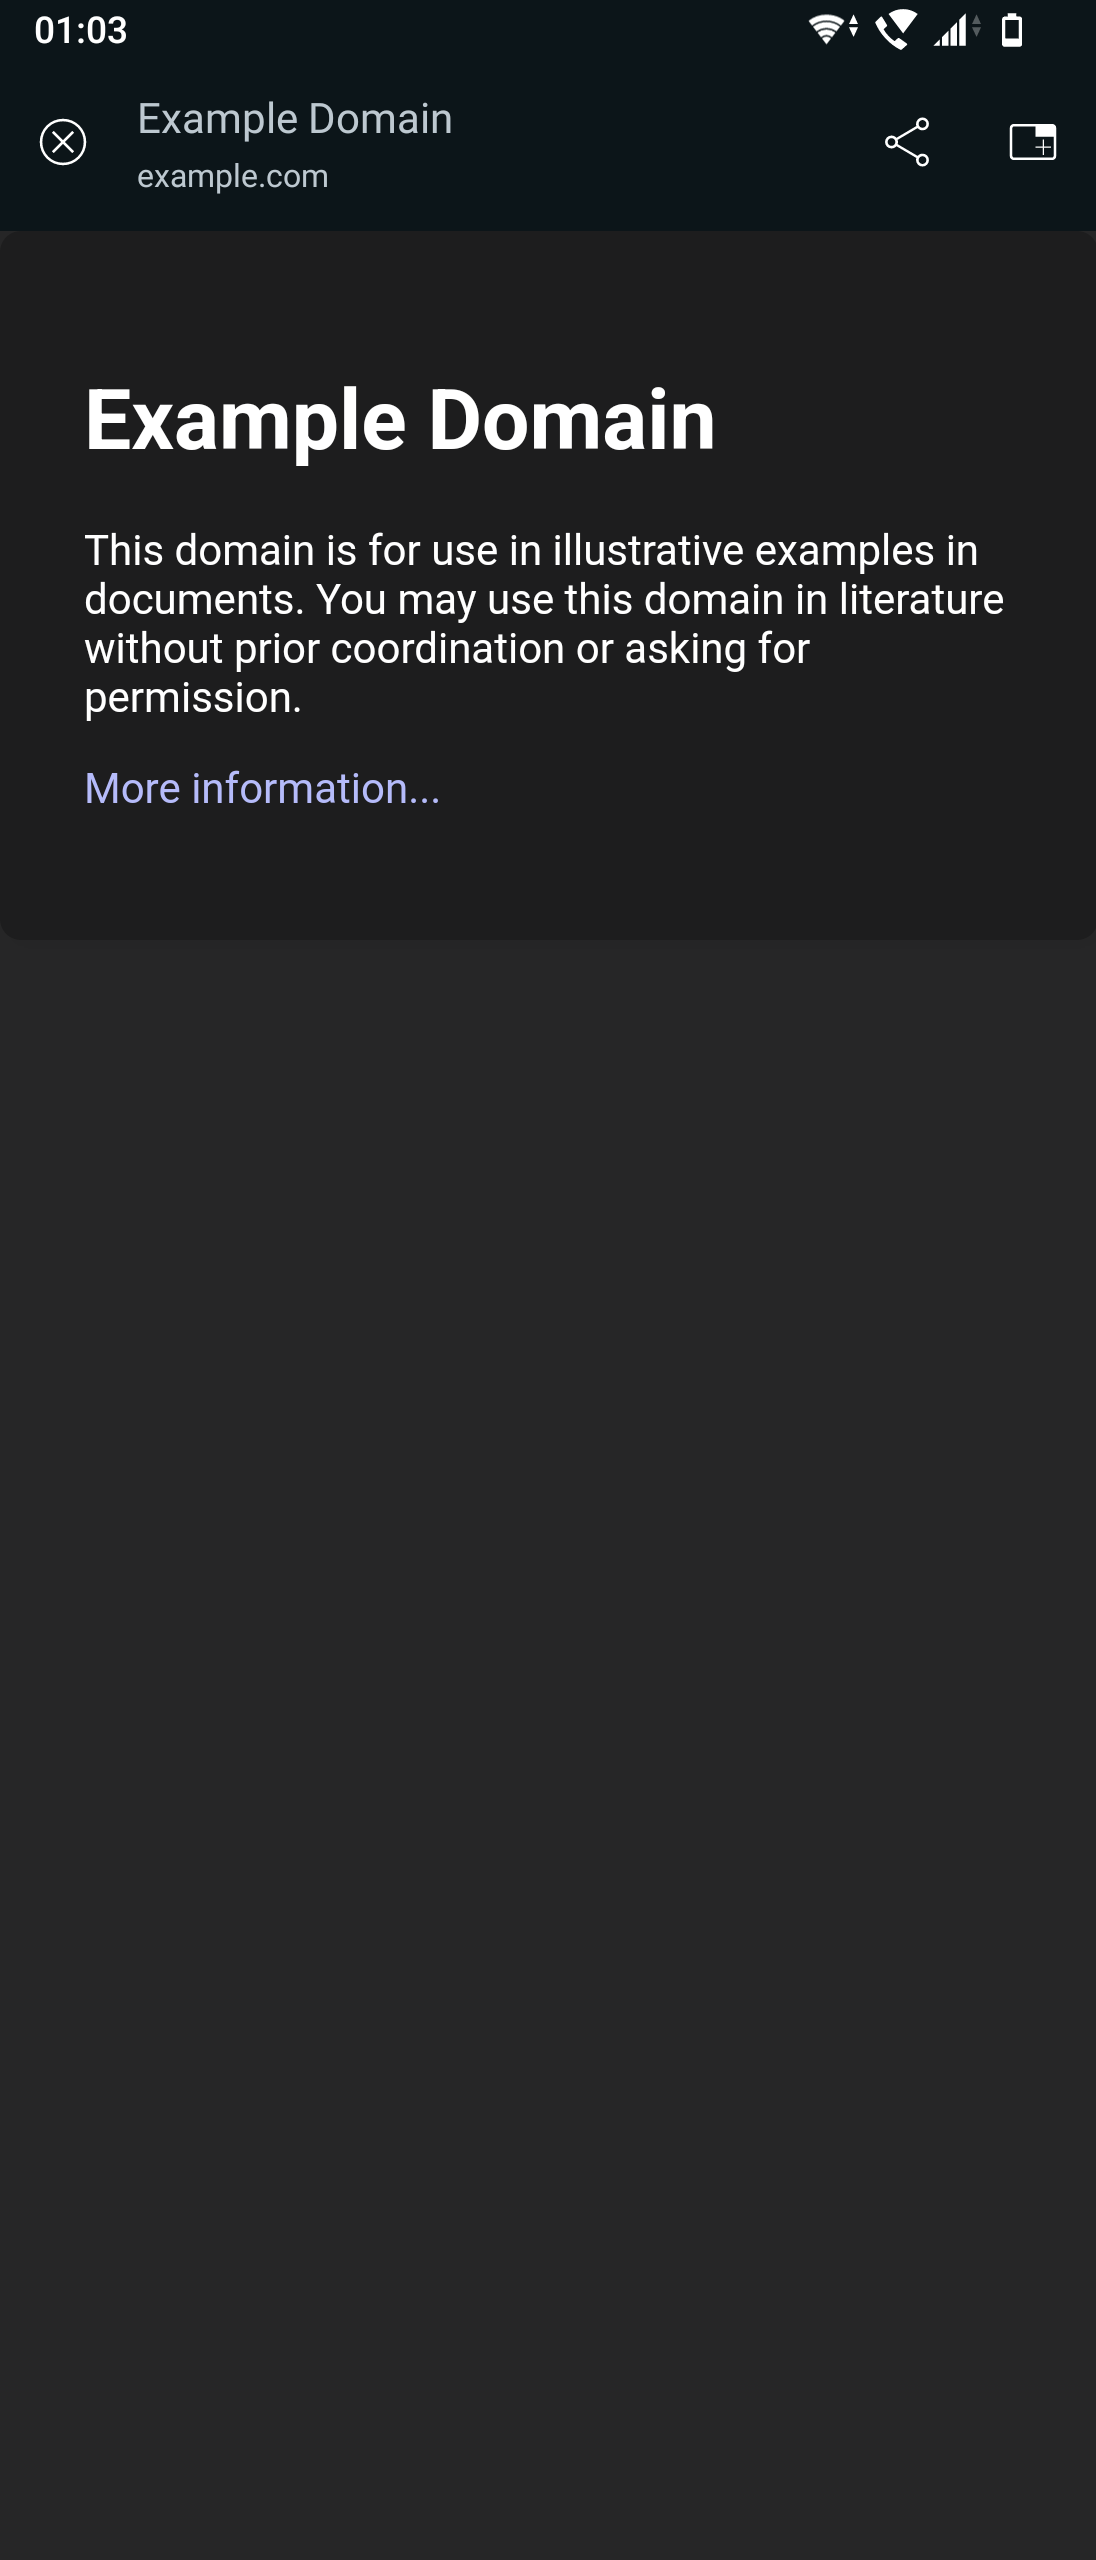 01:03
Example Domain
example.com
Example Domain
This domain is for use in illustrative examples in
documents. You may use this domain in literature
without prior coordination or asking for
permission.
More information...